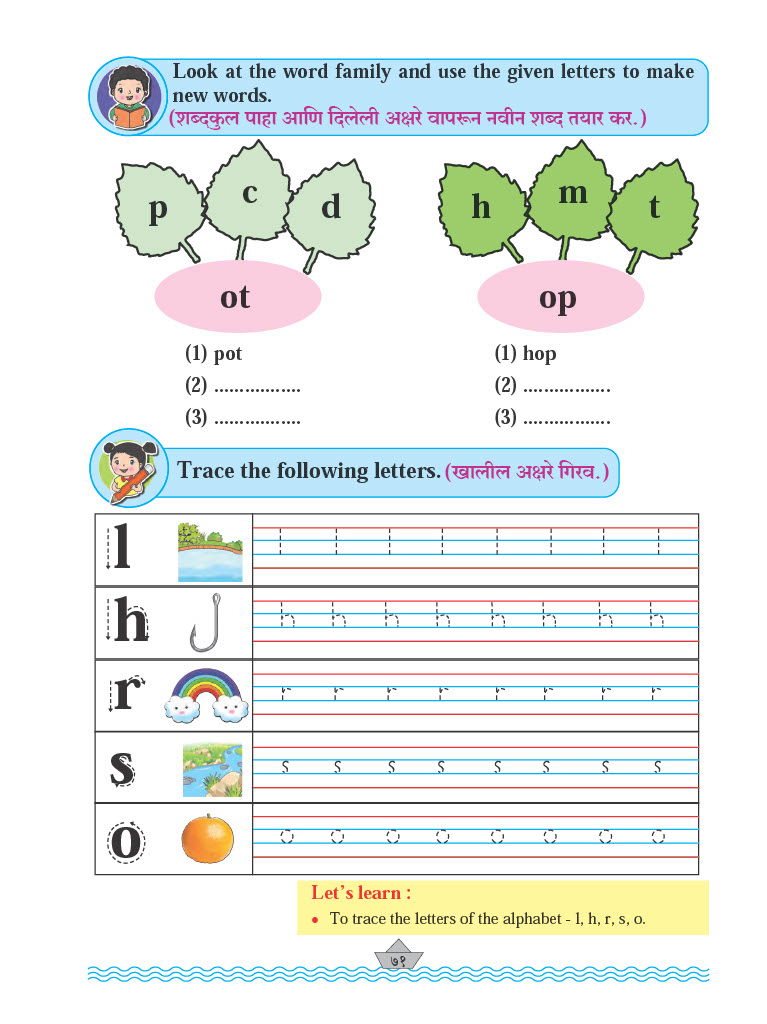 Look at the word family and use the given letters to make
new words.
(शब्दकुल पाहा आणि दिलेली अक्षरे वापरून नवीन शब्द तयार कर.)
p c d
h m t
ot
op
(1) pot
(2) .................
(3) .................
(1) hop
(2) .................
(3) .................
Trace the following letters. (खालील अक्षरे गिरव.)
l l l l l l l l l
h h h h h h h h h
r r r r r r r r r
s s s s s s s s s
o o o o o o o o o
Let's learn :
• To trace the letters of the alphabet - l, h, r, s, o.
७१